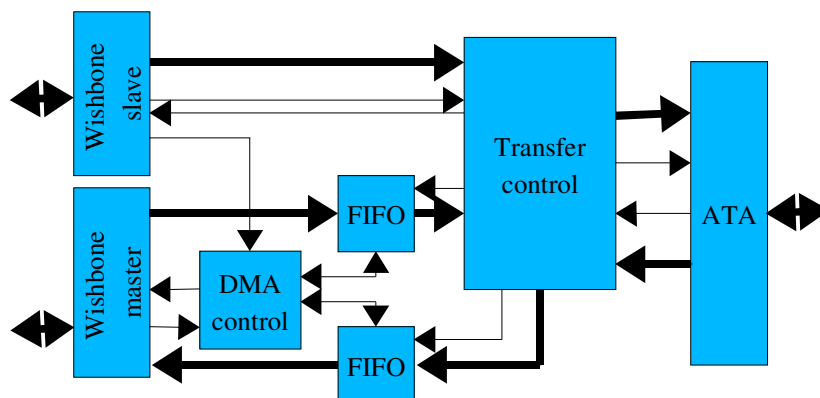 Wishbone
slave
Transfer
control
ATA
FIFO
Wishbone
master
DMA
control
FIFO